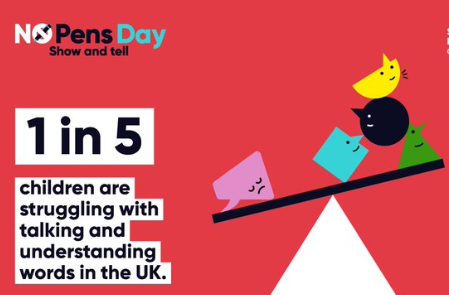 NO Pens Day
Show and tell
1 in 5
children are
struggling with
talking and
understanding
words in the UK.